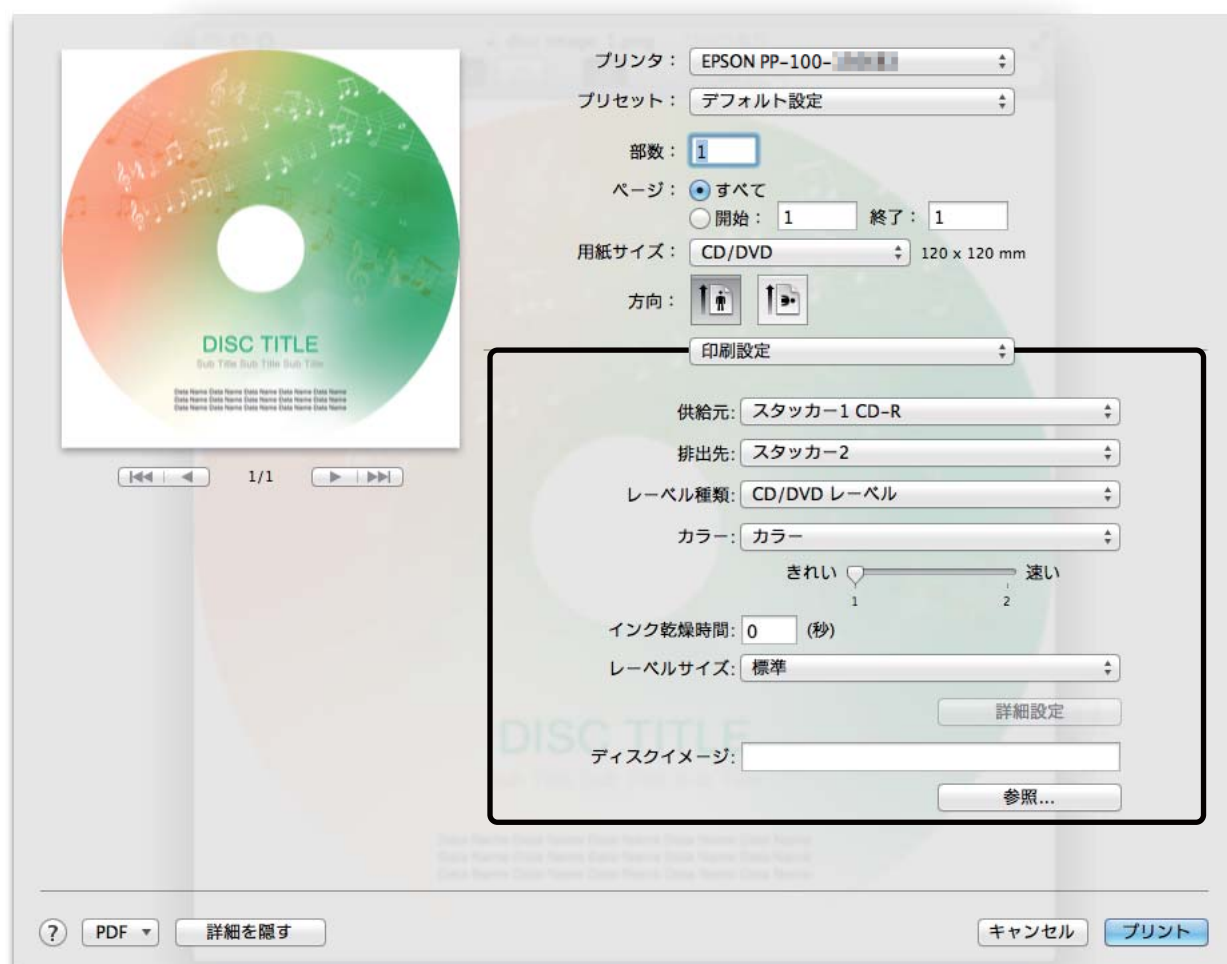 プリンタ： EPSON PP-100-
プリセット： デフォルト設定
部数： 1
ページ： すべて
開始： 1 終了： 1
用紙サイズ： CD/DVD 120 x 120 mm
方向：
印刷設定
DISC TITLE
Sub Title Sub Title Sub Title
Data Name Data Name Data Name Data Name Data Name
Data Name Data Name Data Name Data Name Data Name
Data Name Data Name Data Name Data Name Data Name
1/1
供給元: スタッカー1 CD-R
排出先: スタッカー2
レーベル種類: CD/DVD レーベル
カラー: カラー
きれい 速い
1 2
インク乾燥時間: 0 (秒)
レーベルサイズ: 標準
詳細設定
DISC TITLE
ディスクイメージ:
参照...
? PDF 詳細を隠す キャンセル プリント